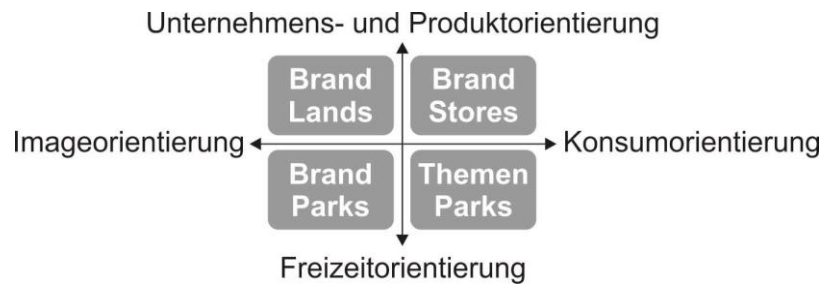 Unternehmens- und Produktorientierung
Brand
Lands
Brand
Stores
Imageorientierung
Konsumorientierung
Brand
Parks
Themen
Parks
Freizeitorientierung